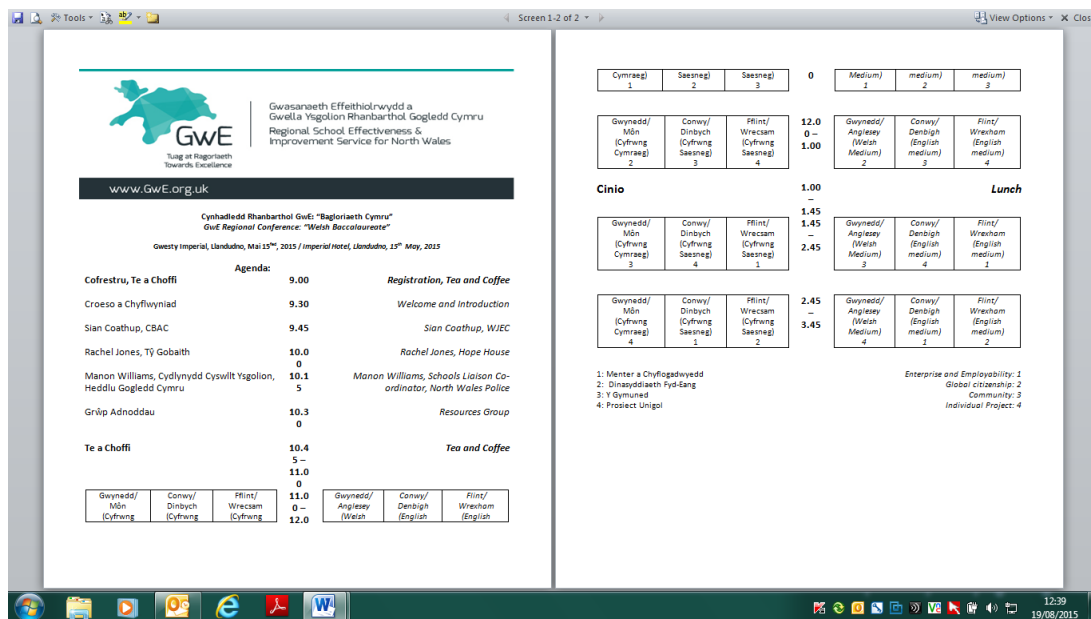 Tools
Screen 1-2 of 2
View Options
Clos
GwE
Tuag at Ragoriaeth
Towards Excellence
Gwasanaeth Effeithiolrwydd a
Gwella Ysgolion Rhanbarthol Gogledd Cymru
Regional School Effectiveness &
Improvement Service for North Wales
www.GwE.org.uk
Cynhadledd Rhanbarthol GwE: "Bagloriaeth Cymru"
GwE Regional Conference: "Welsh Baccalaureate"
Gwesty Imperial, Llandudno, Mai 15fed, 2015 / Imperial Hotel, Llandudno, 15th May, 2015
Agenda:
Cofrestru, Te a Choffi 9.00 Registration, Tea and Coffee
Croeso a Chyflwyniad 9.30 Welcome and Introduction
Sian Coathup, CBAC 9.45 Sian Coathup, WJEC
Rachel Jones, Tŷ Gobaith 10.0 Rachel Jones, Hope House
0
Manon Williams, Cydlynydd Cyswllt Ysgolion, 10.1 Manon Williams, Schools Liaison Co-
Heddlu Gogledd Cymru 5 ordinator, North Wales Police
Grŵp Adnoddau 10.3 Resources Group
0
Te a Choffi 10.4 Tea and Coffee
5 –
11.0
0
Gwynedd/ Conwy/ Fflint/ 11.0 Gwynedd/ Conwy/ Flint/
Môn Dinbych Wrecsam 0 – Anglesey Denbigh Wrexham
(Cyfrwng (Cyfrwng (Cyfrwng 12.0 (Welsh (English (English
Cymraeg) Saesneg) Saesneg) 0 Medium) medium) medium)
1 2 3 1 2 3
Gwynedd/ Conwy/ Fflint/ 12.0 Gwynedd/ Conwy/ Flint/
Môn Dinbych Wrecsam 0 – Anglesey Denbigh Wrexham
(Cyfrwng (Cyfrwng (Cyfrwng 1.00 (Welsh (English (English
Cymraeg) Saesneg) Saesneg) Medium) medium) medium)
2 3 4 2 3 4
Cinio 1.00 Lunch
–
1.45
Gwynedd/ Conwy/ Fflint/ 1.45 Gwynedd/ Conwy/ Flint/
Môn Dinbych Wrecsam – Anglesey Denbigh Wrexham
(Cyfrwng (Cyfrwng (Cyfrwng 2.45 (Welsh (English (English
Cymraeg) Saesneg) Saesneg) Medium) medium) medium)
3 4 1 3 4 1
Gwynedd/ Conwy/ Fflint/ 2.45 Gwynedd/ Conwy/ Flint/
Môn Dinbych Wrecsam – Anglesey Denbigh Wrexham
(Cyfrwng (Cyfrwng (Cyfrwng 3.45 (Welsh (English (English
Cymraeg) Saesneg) Saesneg) Medium) medium) medium)
4 1 2 4 1 2
1: Menter a Chyflogadwyedd Enterprise and Employability: 1
2: Dinasyddiaeth Fyd-Eang Global citizenship: 2
3: Y Gymuned Community: 3
4: Prosiect Unigol Individual Project: 4
12:39
19/08/2015